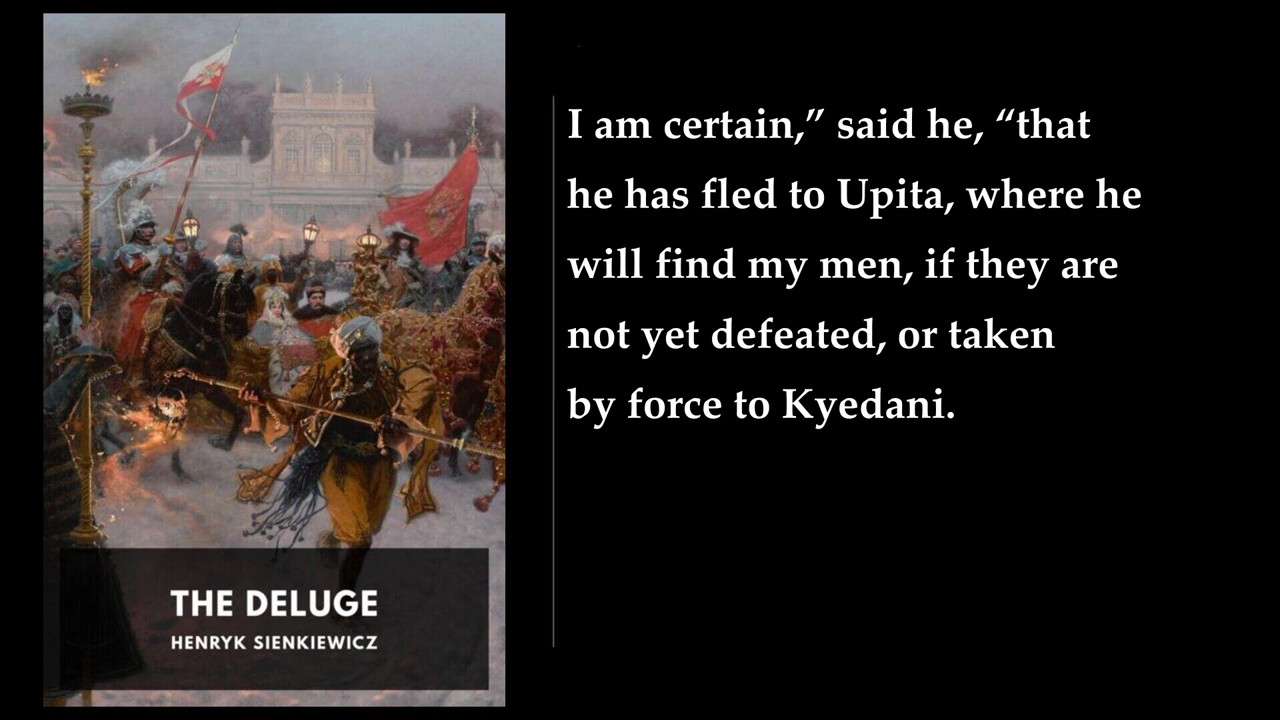 I am certain,” said he, “that
he has fled to Upita, where he
will find my men, if they are
not yet defeated, or taken
by force to Kyedani.
THE DELUGE
HENRYK SIENKIEWICZ